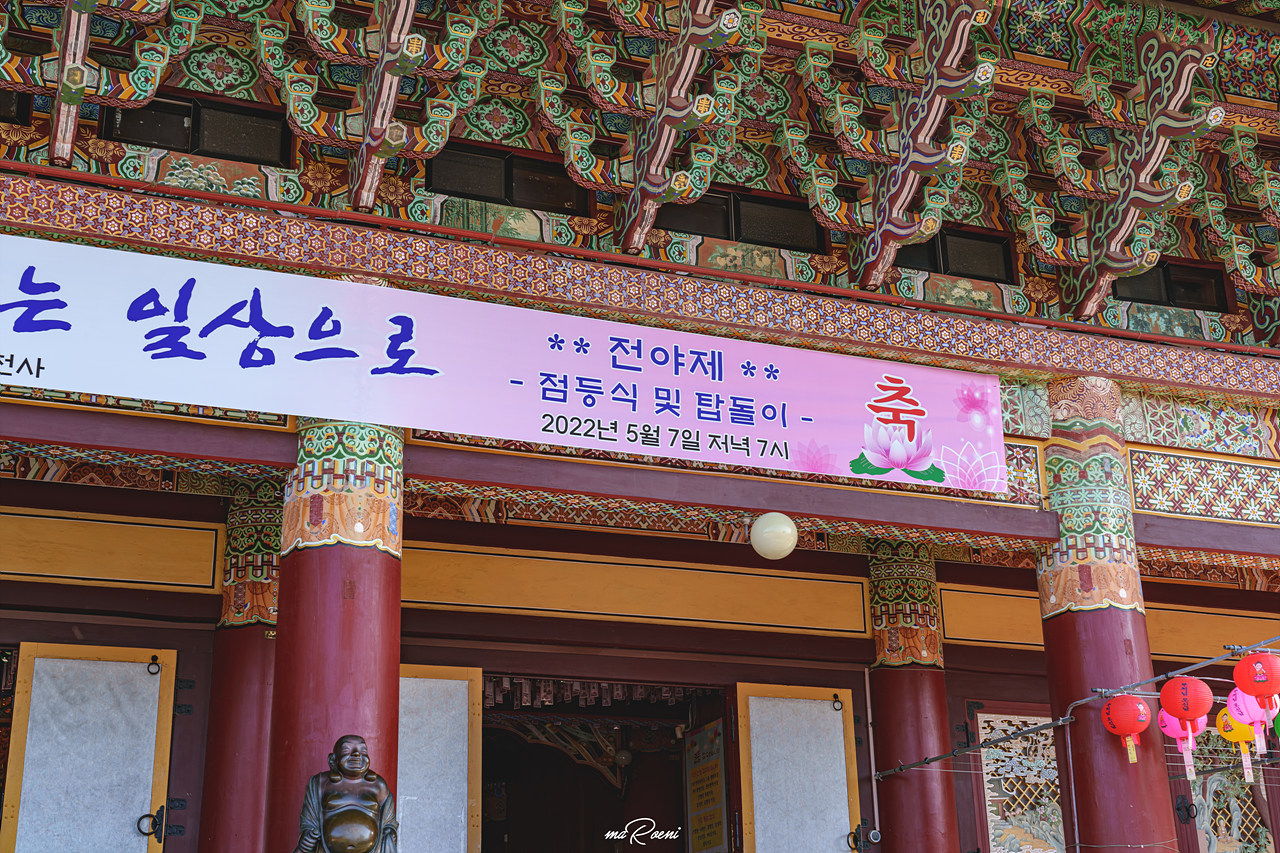 는 일상으로
전사
** 전야제 **
- 점등식 및 탑돌이 -
2022년 5월 7일 저녁 7시
축
maRoeni